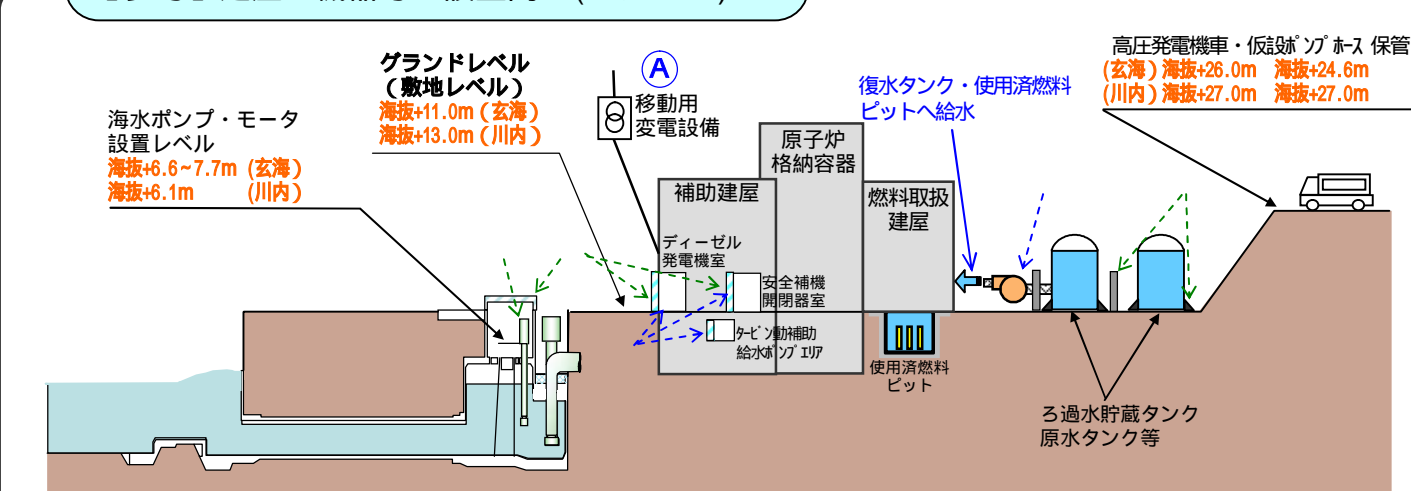 高圧発電機車・仮設ﾎﾟﾝﾌﾟﾎｰｽ 保管
(玄海) 海抜+26.0m 海抜+24.6m
(川内) 海抜+27.0m 海抜+27.0m
グランドレベル
(敷地レベル)
海抜+11.0m (玄海)
海抜+13.0m (川内)
A
移動用
変電設備
復水タンク・使用済燃料
ピットへ給水
海水ポンプ・モータ
設置レベル
海抜+6.6~7.7m (玄海)
海抜+6.1m (川内)
原子炉
格納容器
補助建屋
燃料取扱
建屋
ディーゼル
発電機室
安全補機
開閉器室
ﾀｰﾋﾞﾝ動補助
給水ﾎﾟﾝﾌﾟｴﾘｱ
使用済燃料
ピット
ろ過水貯蔵タンク
原水タンク等